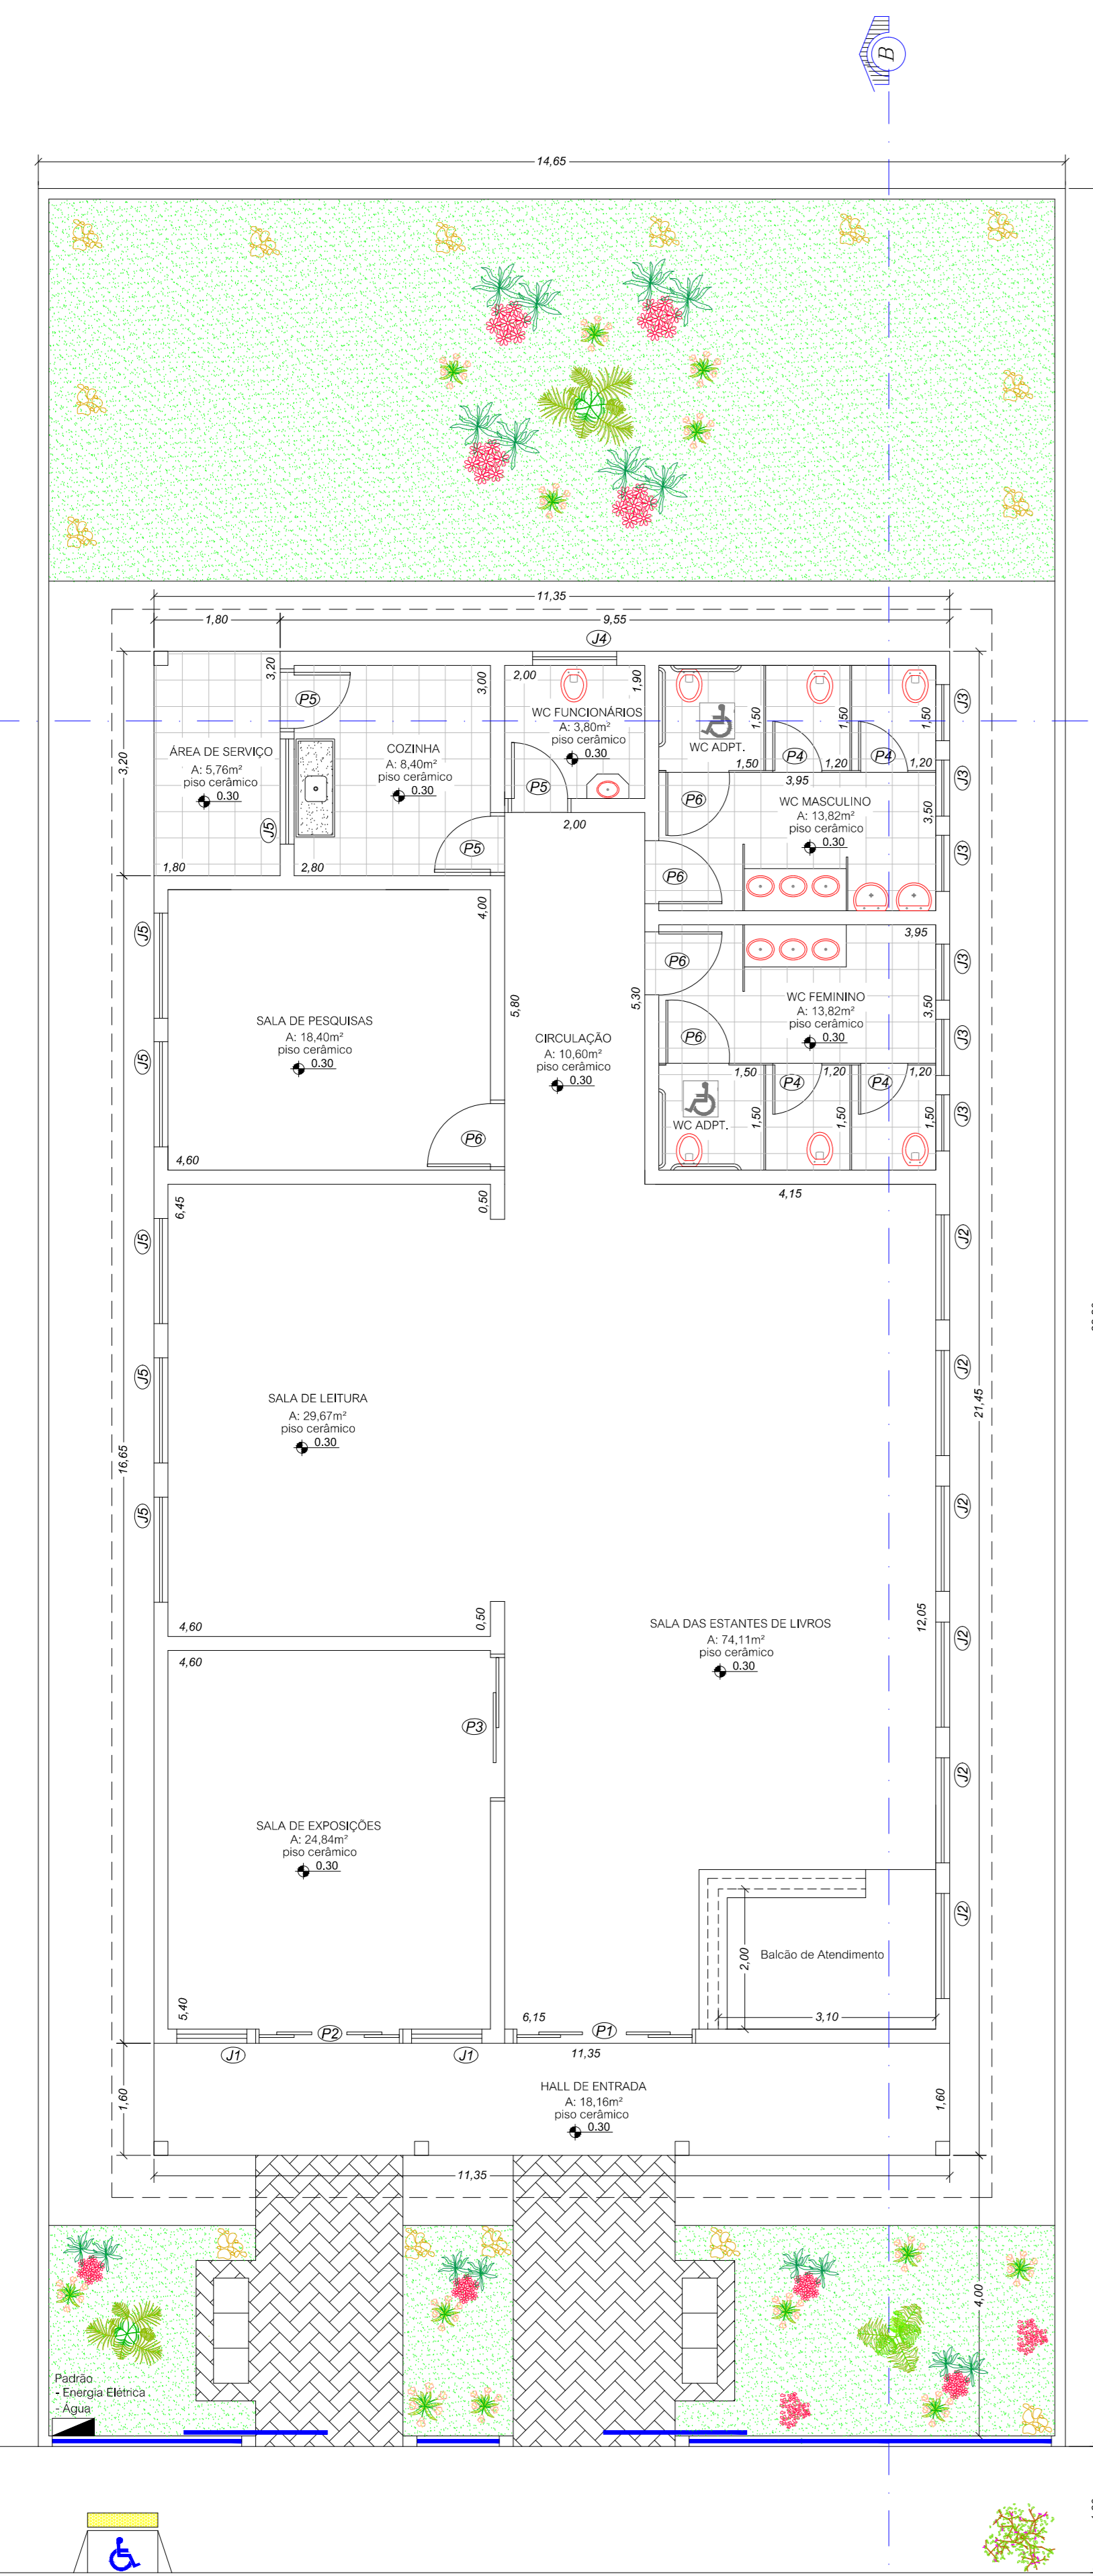 B
14,65
11,35
1,80
9,55
J4
3,20
3,20
P5
3,00
2,00
1,90
WC FUNCIONÁRIOS
A: 3,80m²
piso cerâmico
0.30
P5
2,00
ÁREA DE SERVIÇO
A: 5,76m²
piso cerâmico
0.30
J5
1,80
COZINHA
A: 8,40m²
piso cerâmico
0.30
P5
2,80
WC ADPT.
1,50
1,50
1,50
1,50
P4
P4
1,20
1,20
3,95
P6
WC MASCULINO
A: 13,82m²
piso cerâmico
0.30
3,50
P6
J3
J3
J3
3,95
P6
WC FEMININO
A: 13,82m²
piso cerâmico
0.30
3,50
P6
1,50
P4
1,20
P4
1,20
WC ADPT.
1,50
1,50
1,50
J3
J3
J3
4,15
J5
J5
4,00
SALA DE PESQUISAS
A: 18,40m²
piso cerâmico
0.30
P6
4,60
5,80
5,30
CIRCULAÇÃO
A: 10,60m²
piso cerâmico
0.30
6,45
0,50
J5
J5
J5
SALA DE LEITURA
A: 29,67m²
piso cerâmico
0.30
16,65
4,60
0,50
J2
J2
J2
J2
J2
J2
21,45
12,05
SALA DAS ESTANTES DE LIVROS
A: 74,11m²
piso cerâmico
0.30
4,60
P3
SALA DE EXPOSIÇÕES
A: 24,84m²
piso cerâmico
0.30
5,40
Balcão de Atendimento
2,00
3,10
6,15
P2
P1
J1
J1
11,35
HALL DE ENTRADA
A: 18,16m²
piso cerâmico
0.30
1,60
1,60
11,35
4,00
Padrão
- Energia Elétrica
- Água